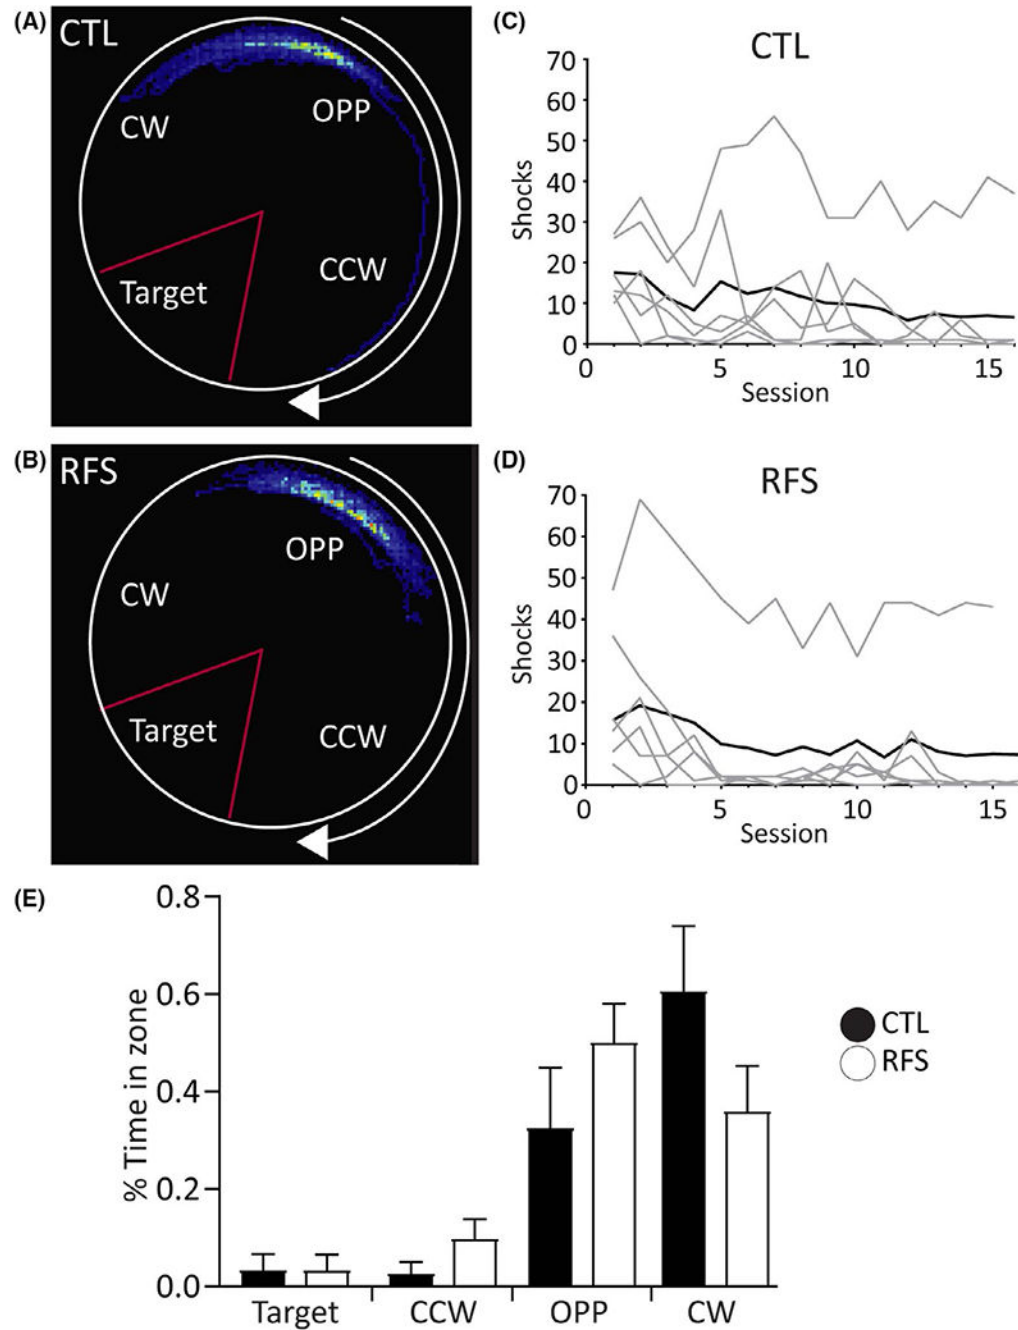 (A)
CTL
CW
OPP
CCW
Target
(B)
RFS
OPP
CW
CCW
Target
(C)
CTL
Shocks
70
60
50
40
30
20
10
0
0 5 10 15
Session
(D)
RFS
Shocks
70
60
50
40
30
20
10
0
0 5 10 15
Session
(E)
% Time in zone
0.8
0.6
0.4
0.2
0.0
Target CCW OPP CW
CTL
RFS